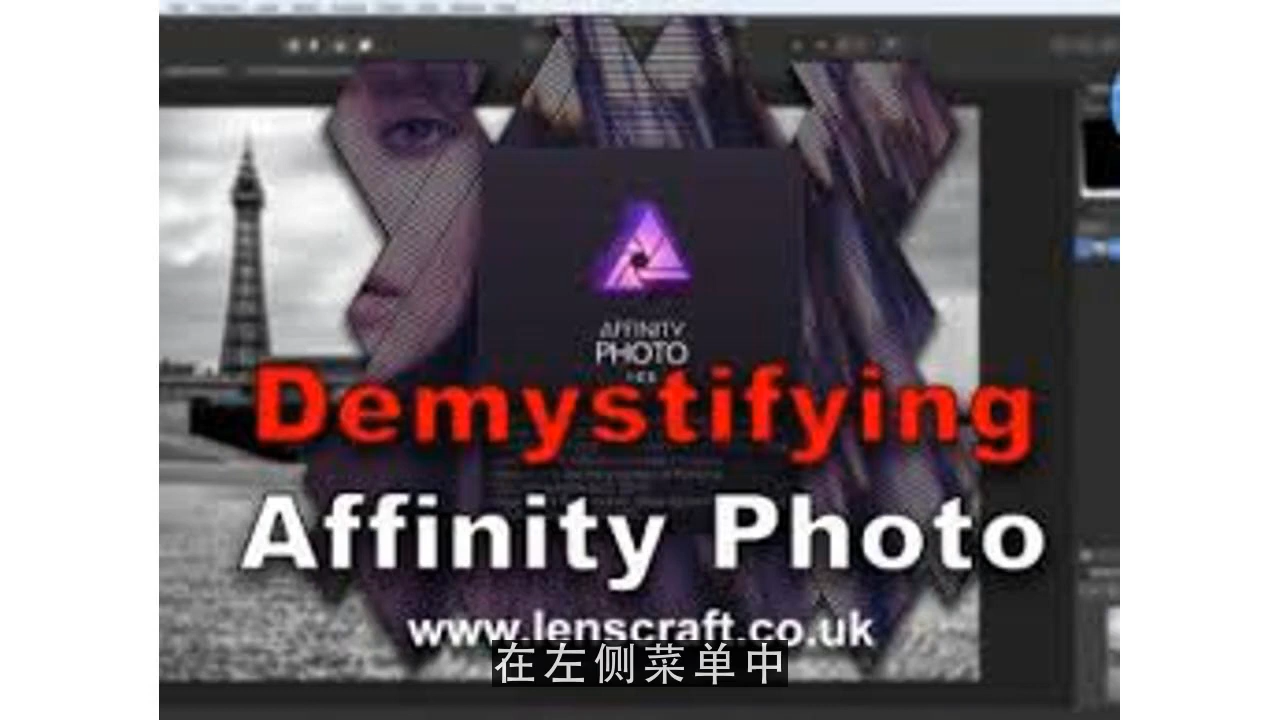 AFFINITY
PHOTO
Demystifying
Affinity Photo
www.lenscraft.co.uk
在左侧菜单中